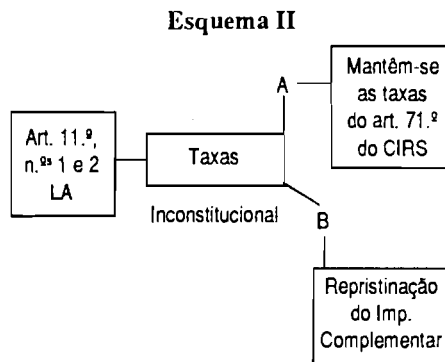 Esquema II
A
Mantêm-se
as taxas
do art. 71.º
do CIRS
Art. 11.º,
n.ºs 1 e 2
LA
Taxas
Inconstitucional
B
Repristinação
do Imp.
Complementar